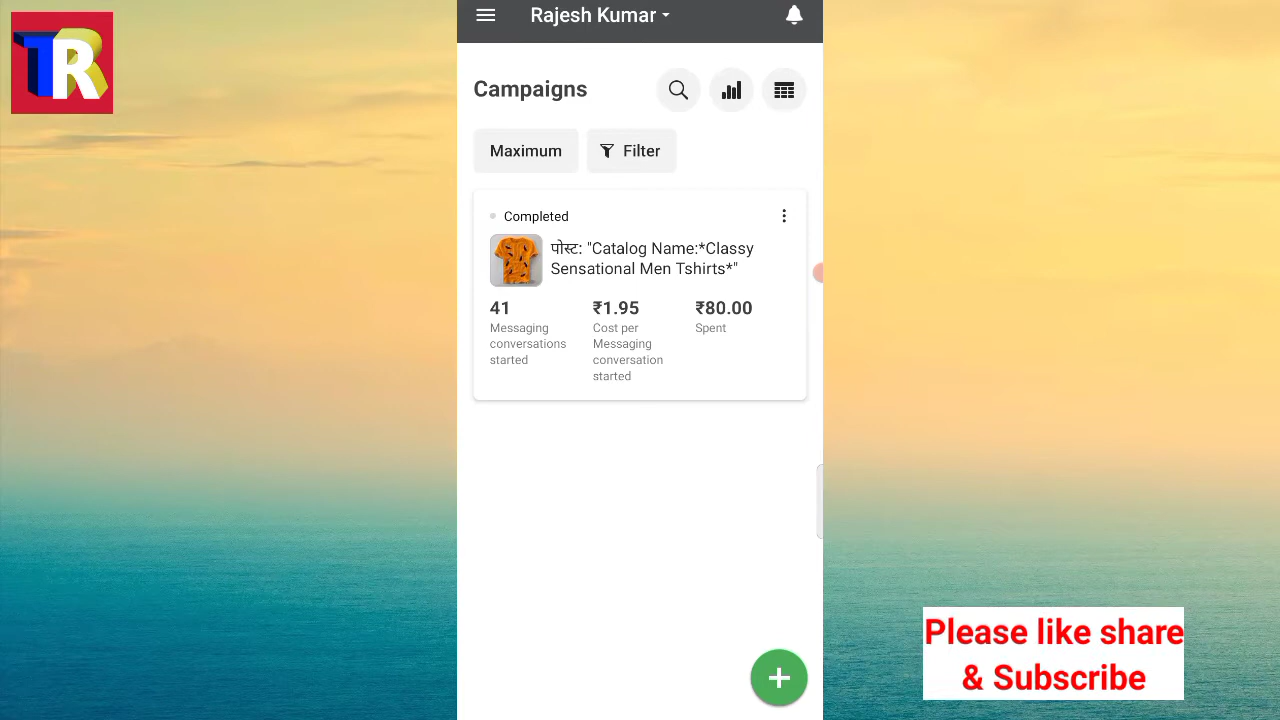 TR
Rajesh Kumar
Campaigns
Maximum
Filter
Completed
पोस्ट: "Catalog Name:*Classy
Sensational Men Tshirts*"
41
Messaging
conversations
started
₹1.95
Cost per
Messaging
conversation
started
₹80.00
Spent
Please like share
& Subscribe